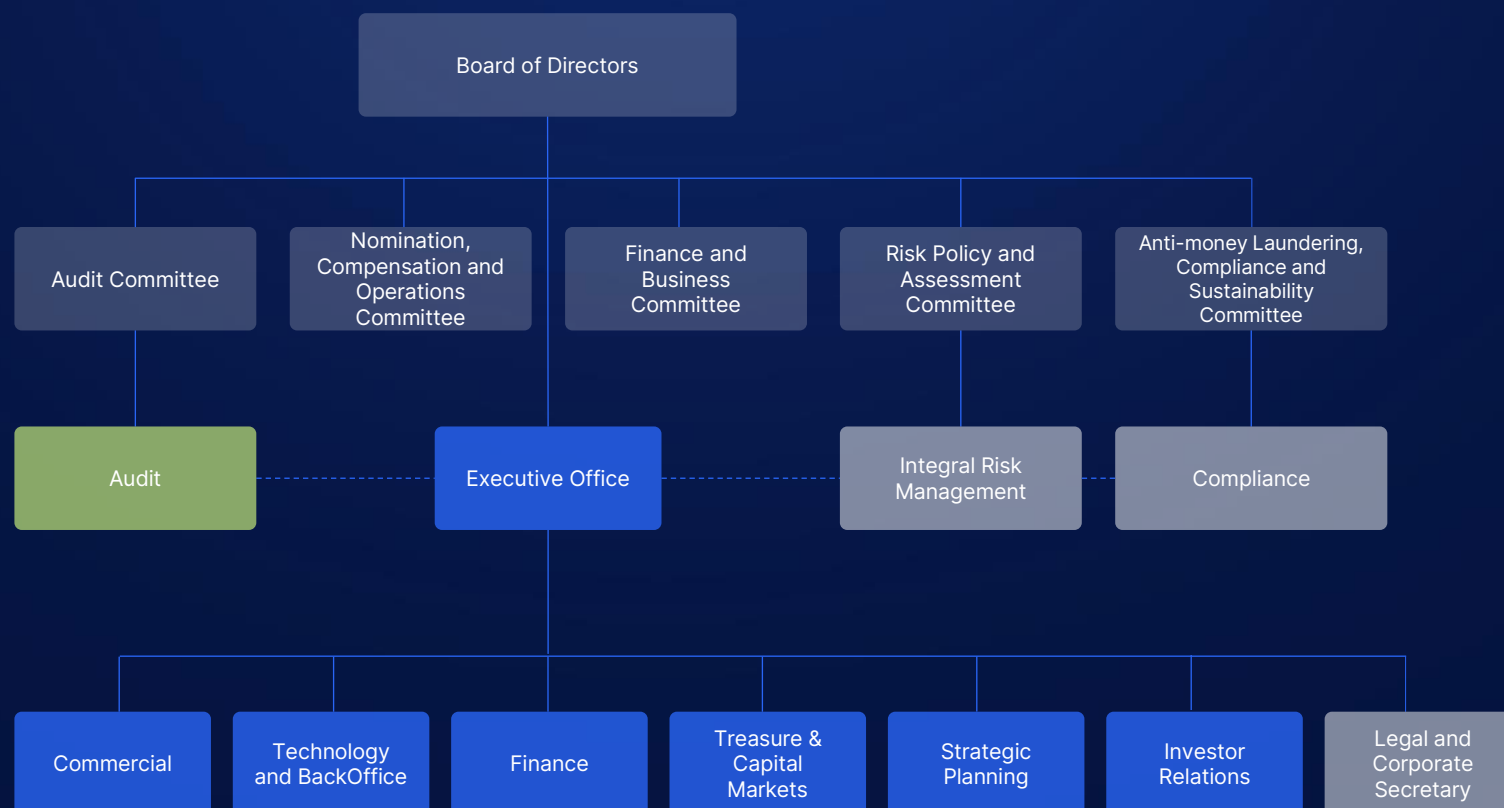 Board of Directors
Audit Committee
Nomination,
Compensation and
Operations
Committee
Finance and
Business
Committee
Risk Policy and
Assessment
Committee
Anti-money Laundering,
Compliance and
Sustainability
Committee
Audit
Executive Office
Integral Risk
Management
Compliance
Commercial
Technology
and BackOffice
Finance
Treasure &
Capital
Markets
Strategic
Planning
Investor
Relations
Legal and
Corporate
Secretary